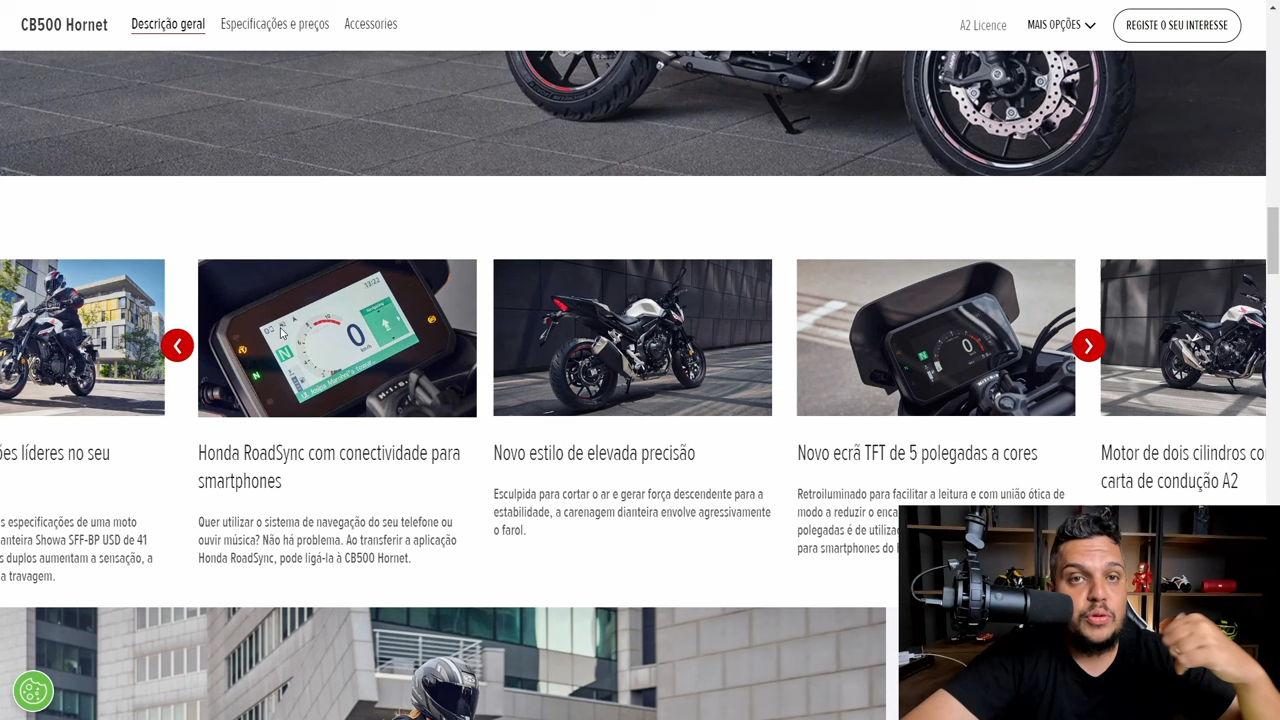 CB500 Hornet
Descrição geral
Especificações e preços
Accessories
A2 Licence
MAIS OPÇÕES
REGISTE O SEU INTERESSE
13:22
0
km/h
N
N
0
ões líderes no seu
s especificações de uma moto
anteira Showa SFF-BP USD de 41
s duplos aumentam a sensação, a
a travagem.
Honda RoadSync com conectividade para
smartphones
Quer utilizar o sistema de navegação do seu telefone ou
ouvir música? Não há problema. Ao transferir a aplicação
Honda RoadSync, pode ligá-la à CB500 Hornet.
Novo estilo de elevada precisão
Esculpida para cortar o ar e gerar força descendente para a
estabilidade, a carenagem dianteira envolve agressivamente
o farol.
Novo ecrã TFT de 5 polegadas a cores
Retroiluminado para facilitar a leitura e com união ótica de
modo a reduzir o enca
polegadas é de utiliza
para smartphones do
Motor de dois cilindros co
carta de condução A2